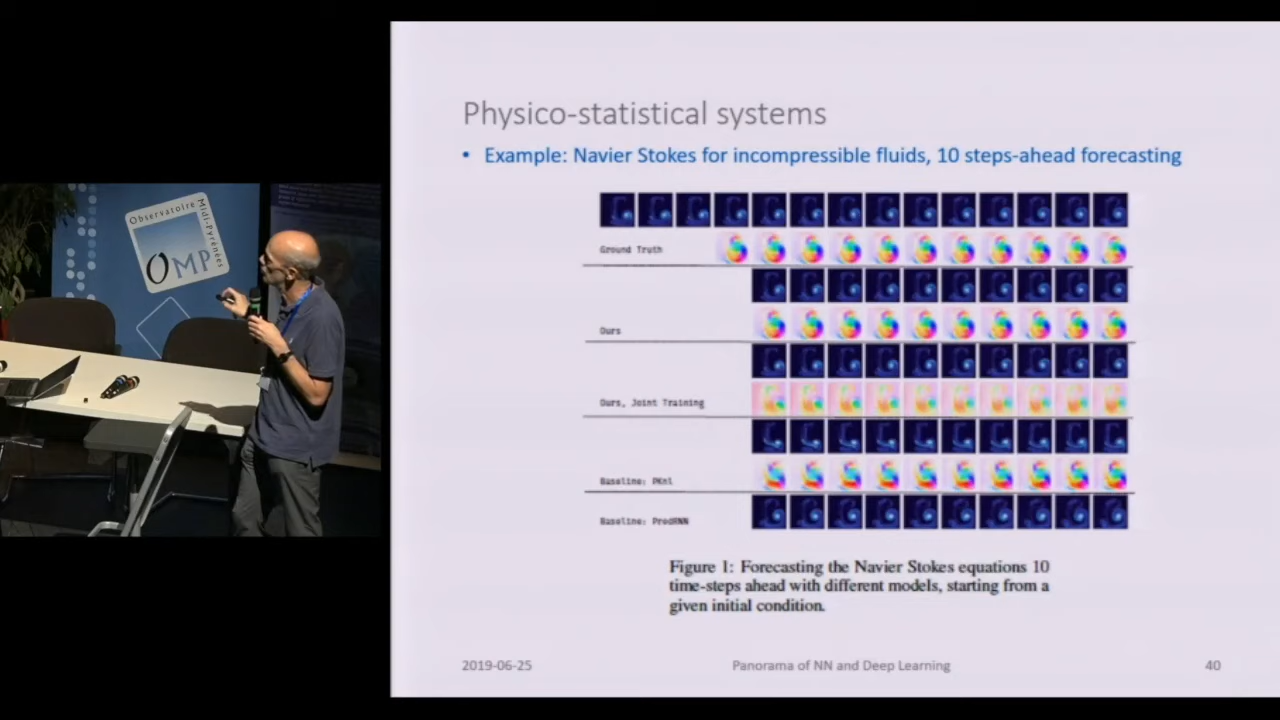 Physico-statistical systems
• Example: Navier Stokes for incompressible fluids, 10 steps-ahead forecasting
Ground Truth
Ours
Ours, Joint Training
Baseline: PKnl
Baseline: PredRNN
Figure 1: Forecasting the Navier Stokes equations 10
time-steps ahead with different models, starting from a
given initial condition.
2019-06-25
Panorama of NN and Deep Learning
40
Observatoire
Midi-Pyrénées
OMP